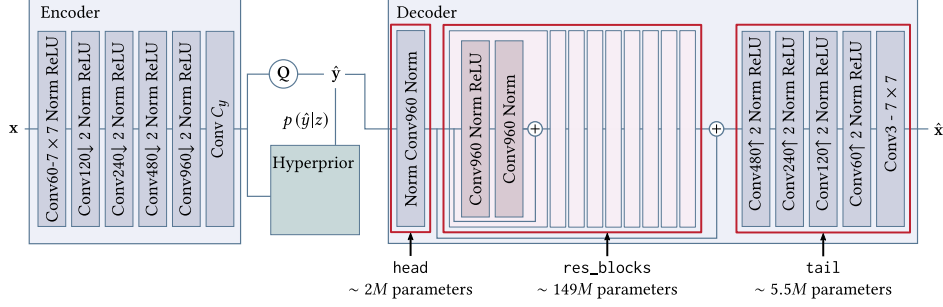 Encoder
Decoder
x
Conv60-7 × 7 Norm ReLU
Conv120↓ 2 Norm ReLU
Conv240↓ 2 Norm ReLU
Conv480↓ 2 Norm ReLU
Conv960↓ 2 Norm ReLU
Conv C_y
Q
ŷ
p (ŷ|z)
Hyperprior
Norm Conv960 Norm
Conv960 Norm ReLU
Conv960 Norm
+
+
Conv480↑ 2 Norm ReLU
Conv240↑ 2 Norm ReLU
Conv120↑ 2 Norm ReLU
Conv60↑ 2 Norm ReLU
Conv3 - 7 × 7
x̂
head
~ 2M parameters
res_blocks
~ 149M parameters
tail
~ 5.5M parameters